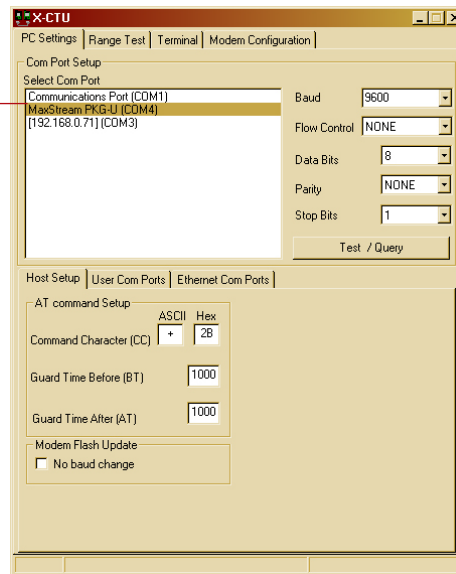 X-CTU
PC Settings Range Test Terminal Modem Configuration
Com Port Setup
Select Com Port
Communications Port (COM1)
MaxStream PKG-U (COM4)
[192.168.0.71] (COM3)
Baud 9600
Flow Control NONE
Data Bits 8
Parity NONE
Stop Bits 1
Test / Query
Host Setup User Com Ports Ethernet Com Ports
AT command Setup
ASCII Hex
Command Character (CC) + 2B
Guard Time Before (BT) 1000
Guard Time After (AT) 1000
Modem Flash Update
No baud change